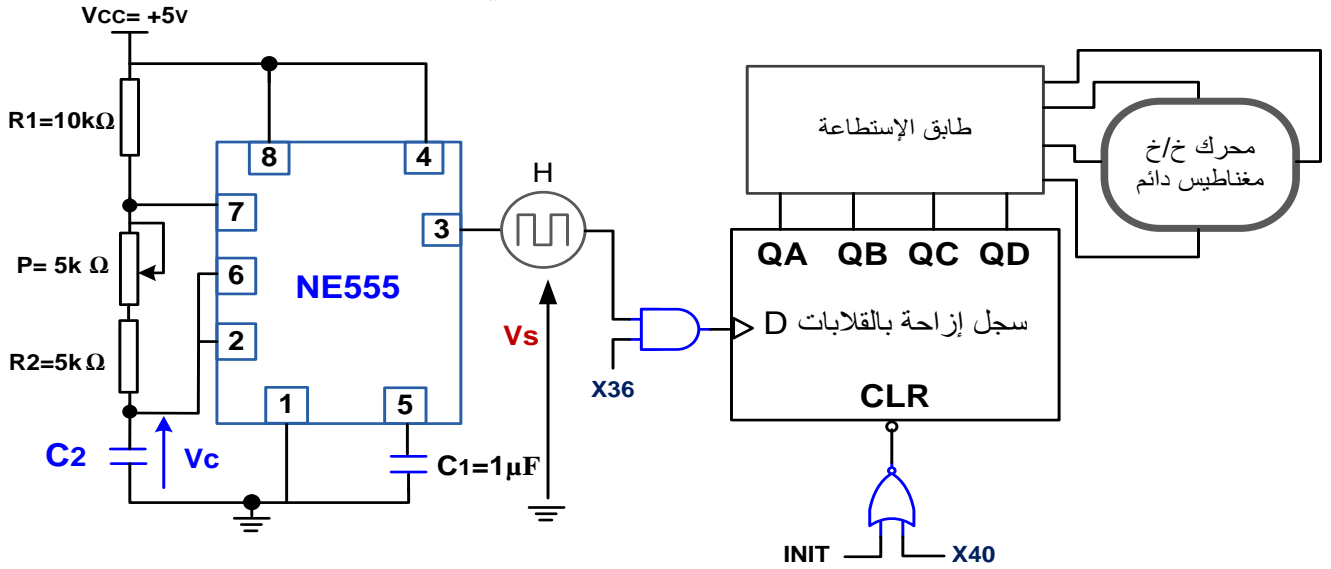 VCC= +5v
R1=10kΩ
8
4
H
طابق الإستطاعة
محرك خ/خ
مغناطيس دائم
7
3
P= 5k Ω
6
NE555
QA QB QC QD
2
Vs
سجل إزاحة بالقلابات D
R2=5k Ω
X36
1
5
CLR
C2
Vc
C1=1µF
INIT
X40